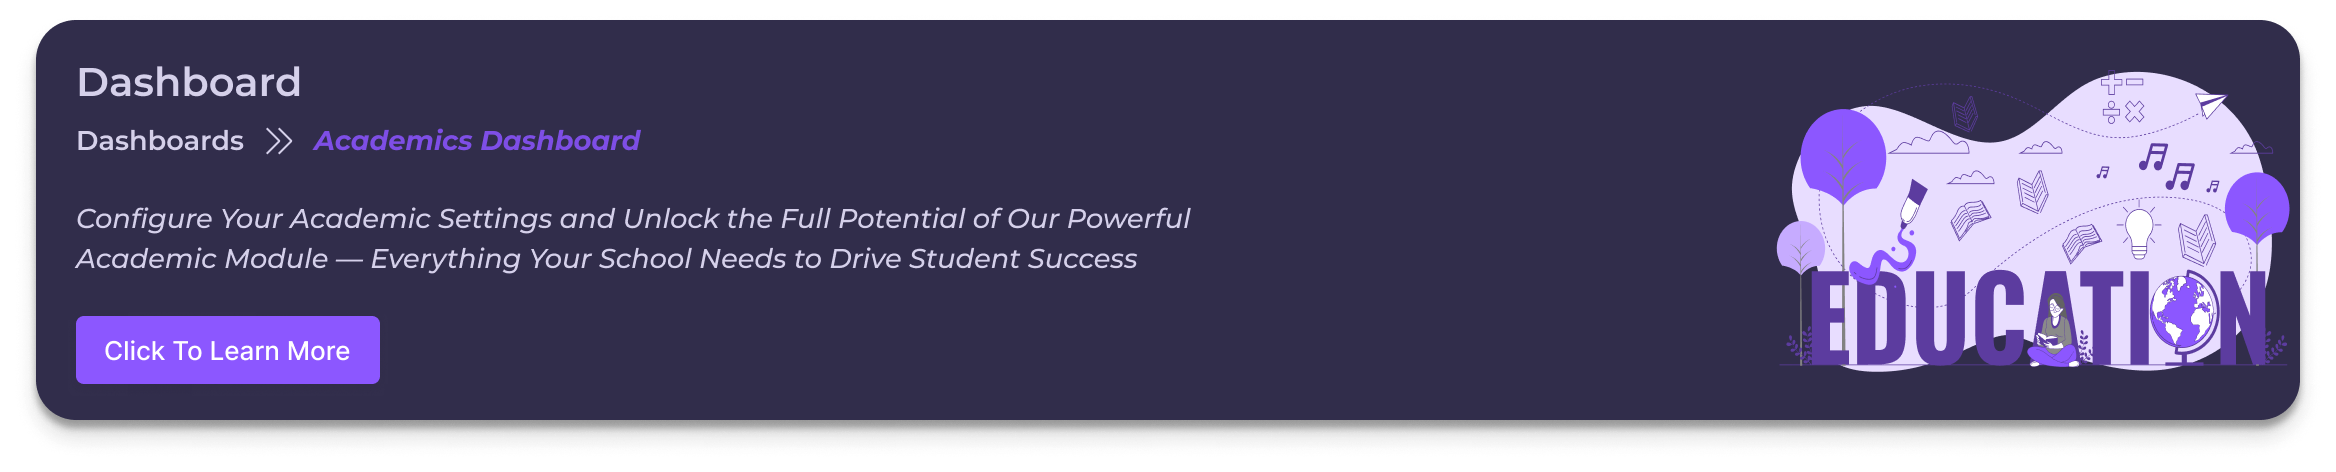 Dashboard
Dashboards
Academics Dashboard
Configure Your Academic Settings and Unlock the Full Potential of Our Powerful
Academic Module — Everything Your School Needs to Drive Student Success
Click To Learn More
EDUCATION